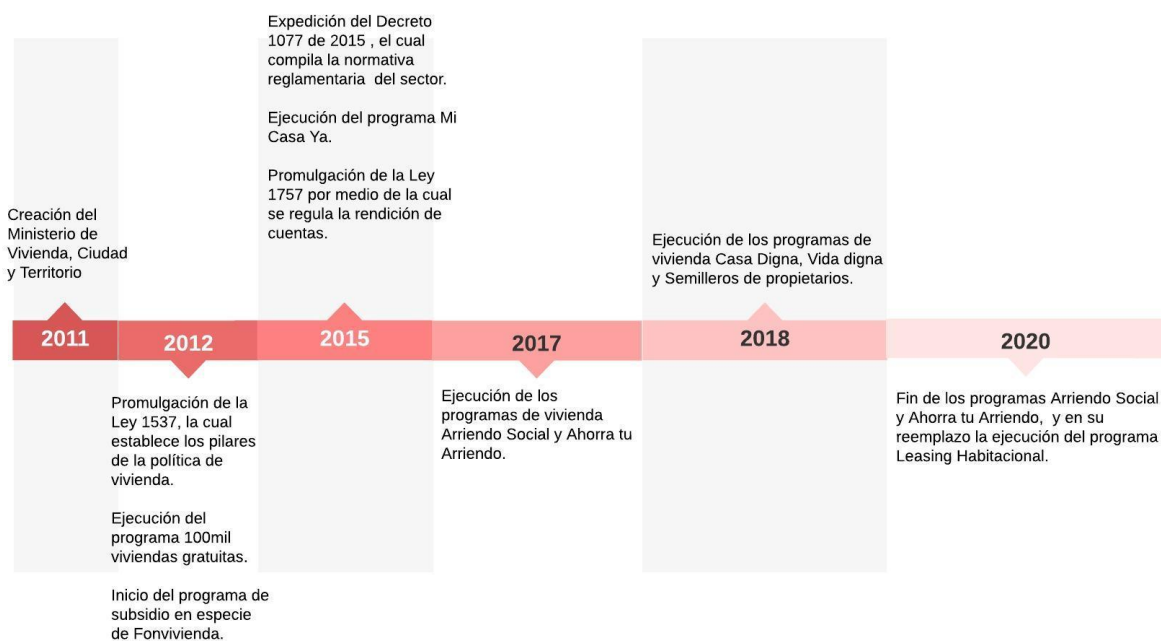 Creación del
Ministerio de
Vivienda, Ciudad
y Territorio
2011
2012
Promulgación de la
Ley 1537, la cual
establece los pilares
de la política de
vivienda.
Ejecución del
programa 100mil
viviendas gratuitas.
Inicio del programa de
subsidio en especie
de Fonvivienda.
Expedición del Decreto
1077 de 2015 , el cual
compila la normativa
reglamentaria  del sector.
Ejecución del programa Mi
Casa Ya.
Promulgación de la Ley
1757 por medio de la cual
se regula la rendición de
cuentas.
2015
2017
Ejecución de los
programas de vivienda
Arriendo Social y Ahorra tu
Arriendo.
Ejecución de los programas de
vivienda Casa Digna, Vida digna
y Semilleros de propietarios.
2018
2020
Fin de los programas Arriendo Social
y Ahorra tu Arriendo,  y en su
reemplazo la ejecución del programa
Leasing Habitacional.